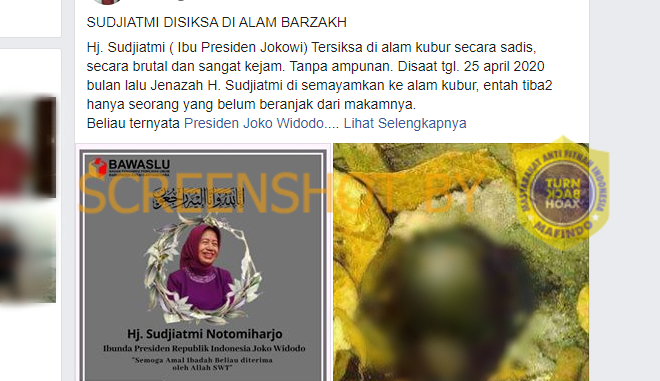 SUDJIATMI DISIKSA DI ALAM BARZAKH
Hj. Sudjiatmi ( Ibu Presiden Jokowi) Tersiksa di alam kubur secara sadis,
secara brutal dan sangat kejam. Tanpa ampunan. Disaat tgl. 25 april 2020
bulan lalu Jenazah H. Sudjiatmi di semayamkan ke alam kubur, entah tiba2
hanya seorang yang belum beranjak dari makamnya.
Beliau ternyata Presiden Joko Widodo.... Lihat Selengkapnya
BAWASLU
SCREENSHOT BY
MASYARAKAT ANTI FITNAH INDONESIA
TURN
BACK
HOAX
MAFINDO
Hj. Sudjiatmi Notomiharjo
Ibunda Presiden Republik Indonesia Joko Widodo
"Semoga Amal Ibadah Beliau diterima
oleh Allah SWT"